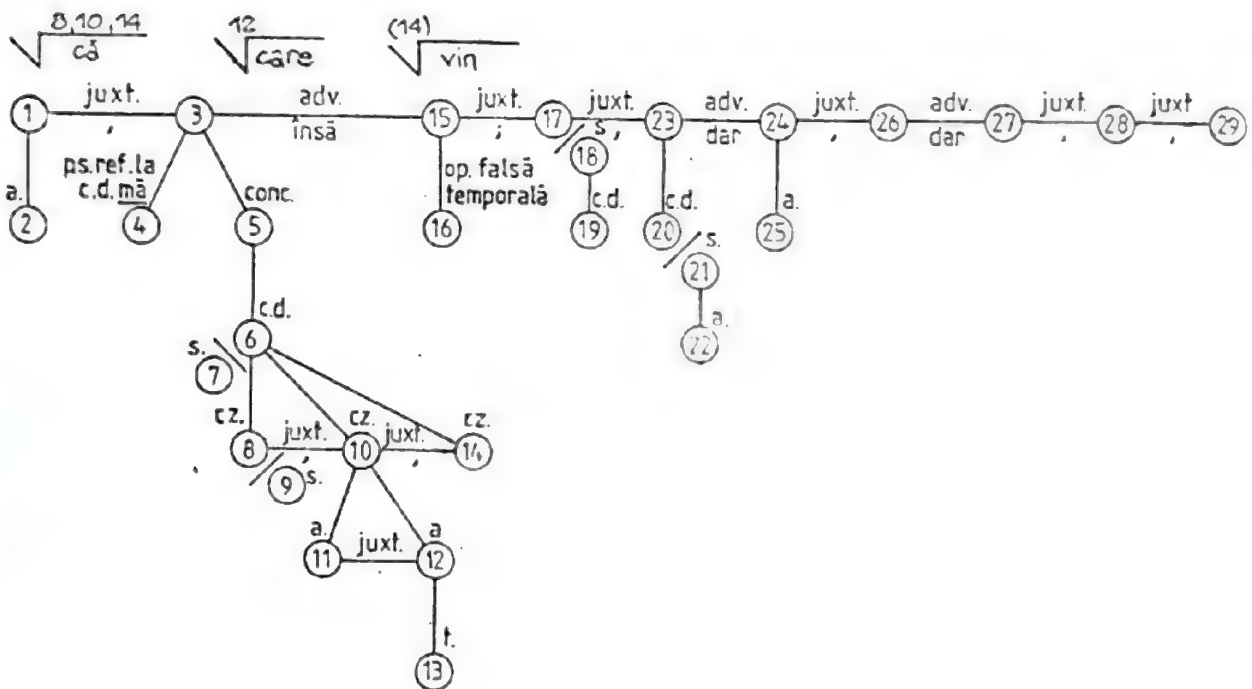 8,10,14 12 (14)
că care vin
juxt. adv. juxt. juxt. adv. juxt. adv. juxt. juxt
1 , 3 însă 15 ; 17 , 23 dar 24 , 26 dar 27 , 28 , 29
s.
18
ps.ref.la op. falsă
a. c.d. mă conc. temporală c.d. c.d. a.
2 4 5 16 19 20 25
s.
21
c.d. a.
6 22
s.
7
cz. juxt. cz. juxt. cz.
8 , 10 , 14
9 s.
a. juxt. a
11 12
t.
13